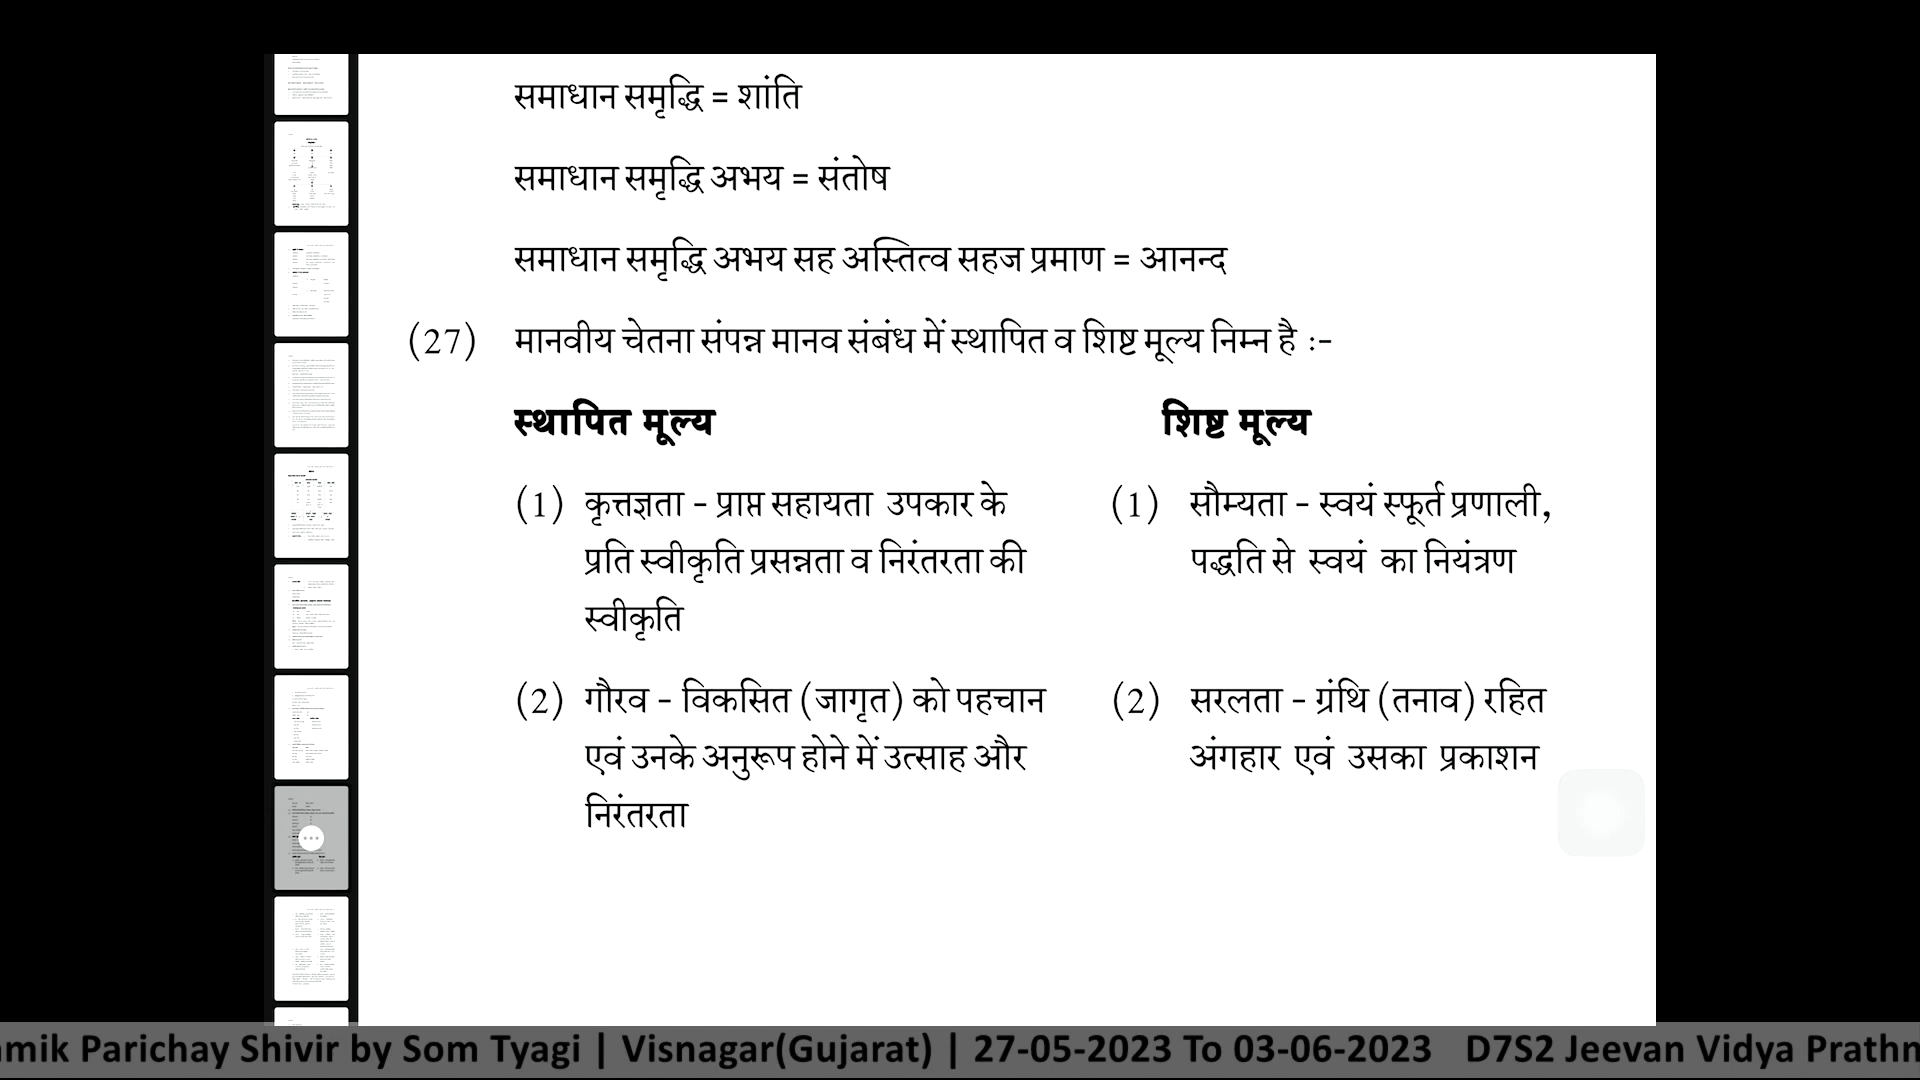 समाधान समृद्धि = शांति
समाधान समृद्धि अभय = संतोष
समाधान समृद्धि अभय सह अस्तित्व सहज प्रमाण = आनन्द
(27) मानवीय चेतना संपन्न मानव संबंध में स्थापित व शिष्ट मूल्य निम्न है :-
स्थापित मूल्य
(1) कृत्तज्ञता - प्राप्त सहायता उपकार के
प्रति स्वीकृति प्रसन्नता व निरंतरता की
स्वीकृति
(2) गौरव - विकसित (जागृत) को पहचान
एवं उनके अनुरूप होने में उत्साह और
निरंतरता
शिष्ट मूल्य
(1) सौम्यता - स्वयं स्फूर्त प्रणाली,
पद्धति से स्वयं का नियंत्रण
(2) सरलता - ग्रंथि (तनाव) रहित
अंगहार एवं उसका प्रकाशन
amik Parichay Shivir by Som Tyagi | Visnagar(Gujarat) | 27-05-2023 To 03-06-2023 D7S2 Jeevan Vidya Prathm